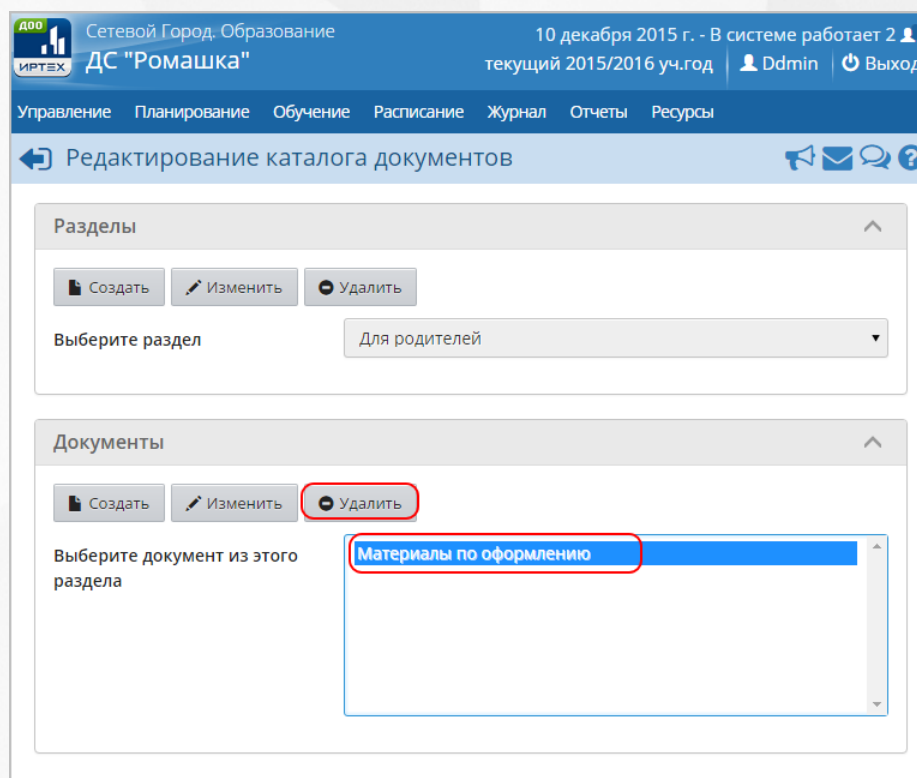 ДОО
ИРТЕХ
Сетевой Город. Образование
ДС "Ромашка"
10 декабря 2015 г. - В системе работает 2
текущий 2015/2016 уч.год Ddmin Выход
Управление Планирование Обучение Расписание Журнал Отчеты Ресурсы
Редактирование каталога документов
Разделы
Создать Изменить Удалить
Выберите раздел Для родителей
Документы
Создать Изменить Удалить
Выберите документ из этого раздела
Материалы по оформлению